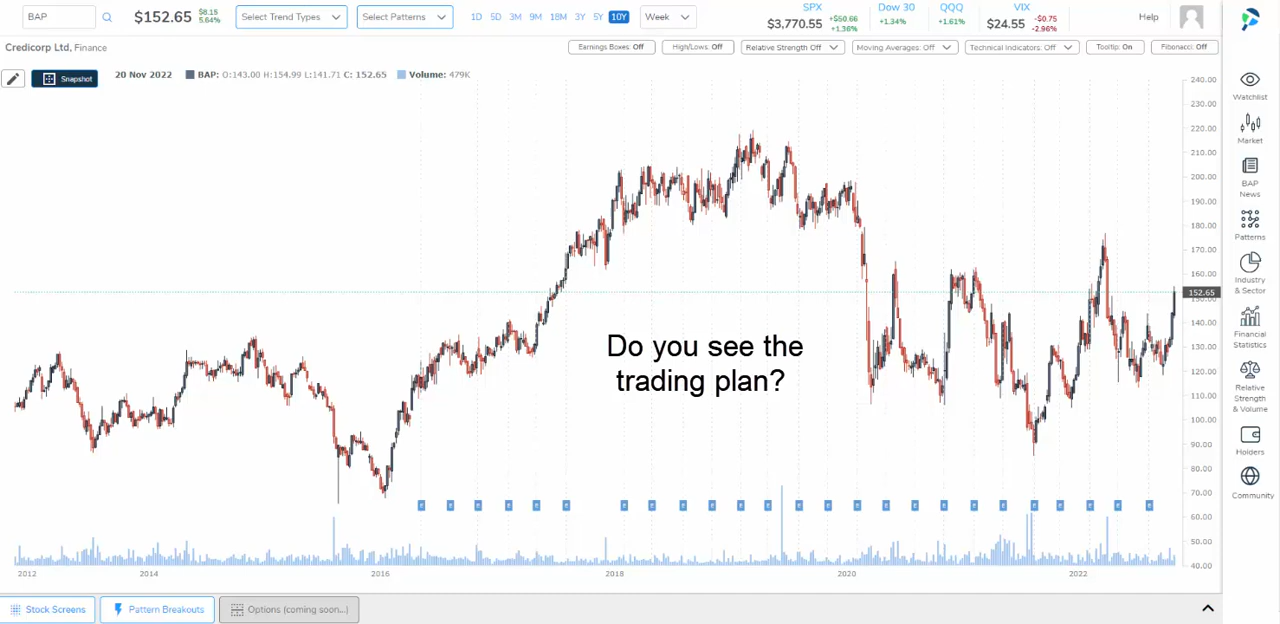 BAP $152.65 $8.15 5.64% Select Trend Types Select Patterns 1D 5D 3M 9M 18M 3Y 5Y 10Y Week SPX $3,770.55 +$50.66 +1.36% Dow 30 +1.34% QQQ +1.61% VIX $24.55 -$0.75 -2.96% Help
Credicorp Ltd, Finance Earnings Boxes: Off High/Lows: Off Relative Strength Off Moving Averages: Off Technical Indicators: Off Tooltip: On Fibonacci: Off
Snapshot 20 Nov 2022 BAP: O:143.00 H:154.99 L:141.71 C: 152.65 Volume: 479K
240.00
230.00
220.00
210.00
200.00
190.00
180.00
170.00
160.00
152.65
150.00
140.00
130.00
120.00
110.00
100.00
90.00
80.00
70.00
60.00
50.00
40.00
Do you see the
trading plan?
E E E E E E E E E E E E E E E E E E E E E E E E E
2012 2014 2016 2018 2020 2022
Watchlist
Market
BAP
News
Patterns
Industry
& Sector
Financial
Statistics
Relative
Strength
& Volume
Holders
Community
Stock Screens Pattern Breakouts Options (coming soon...)